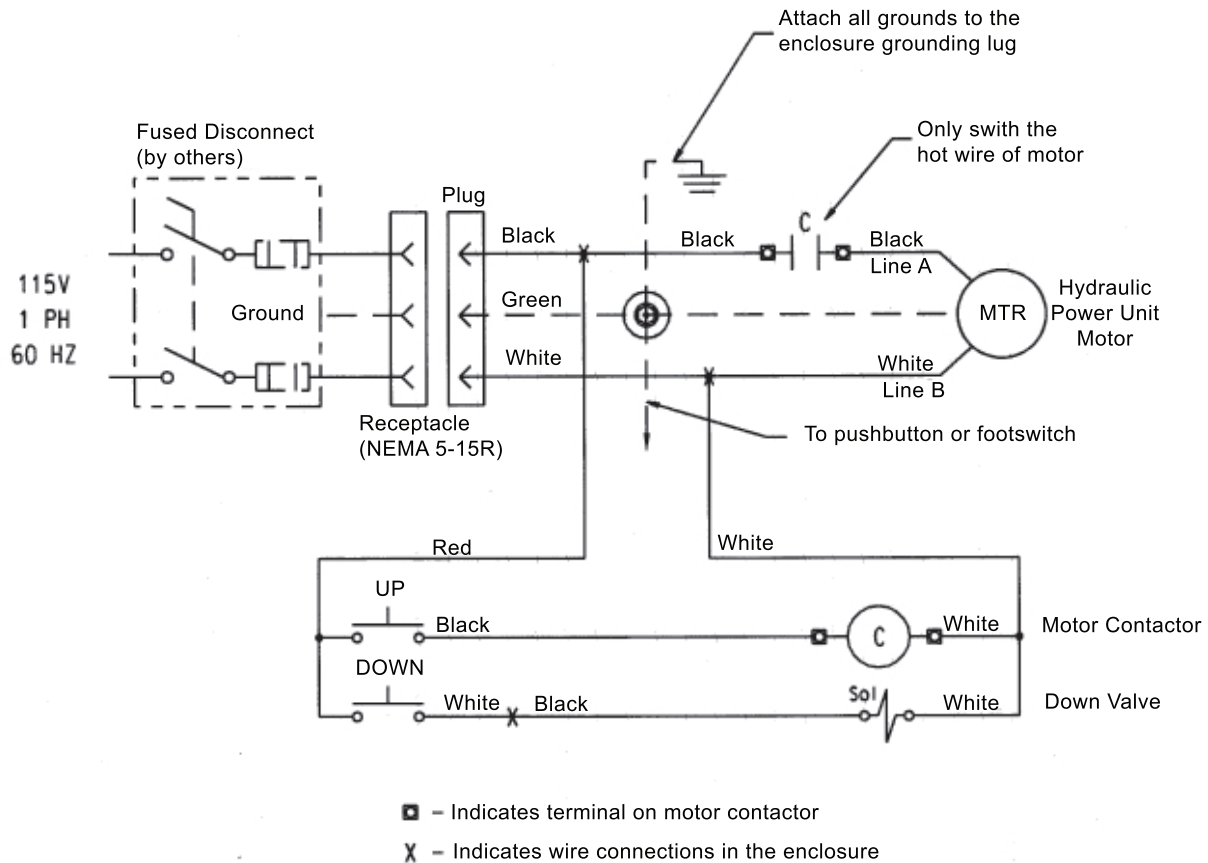 Attach all grounds to the
enclosure grounding lug
Fused Disconnect
(by others)
Only swith the
hot wire of motor
Plug
C
Black
Black
Black
Line A
115V
1 PH
60 HZ
Ground
Green
MTR
Hydraulic
Power Unit
Motor
White
White
Line B
Receptacle
(NEMA 5-15R)
To pushbutton or footswitch
Red
White
UP
Black
C
White
Motor Contactor
DOWN
White
Black
Sol
White
Down Valve
– Indicates terminal on motor contactor
X – Indicates wire connections in the enclosure